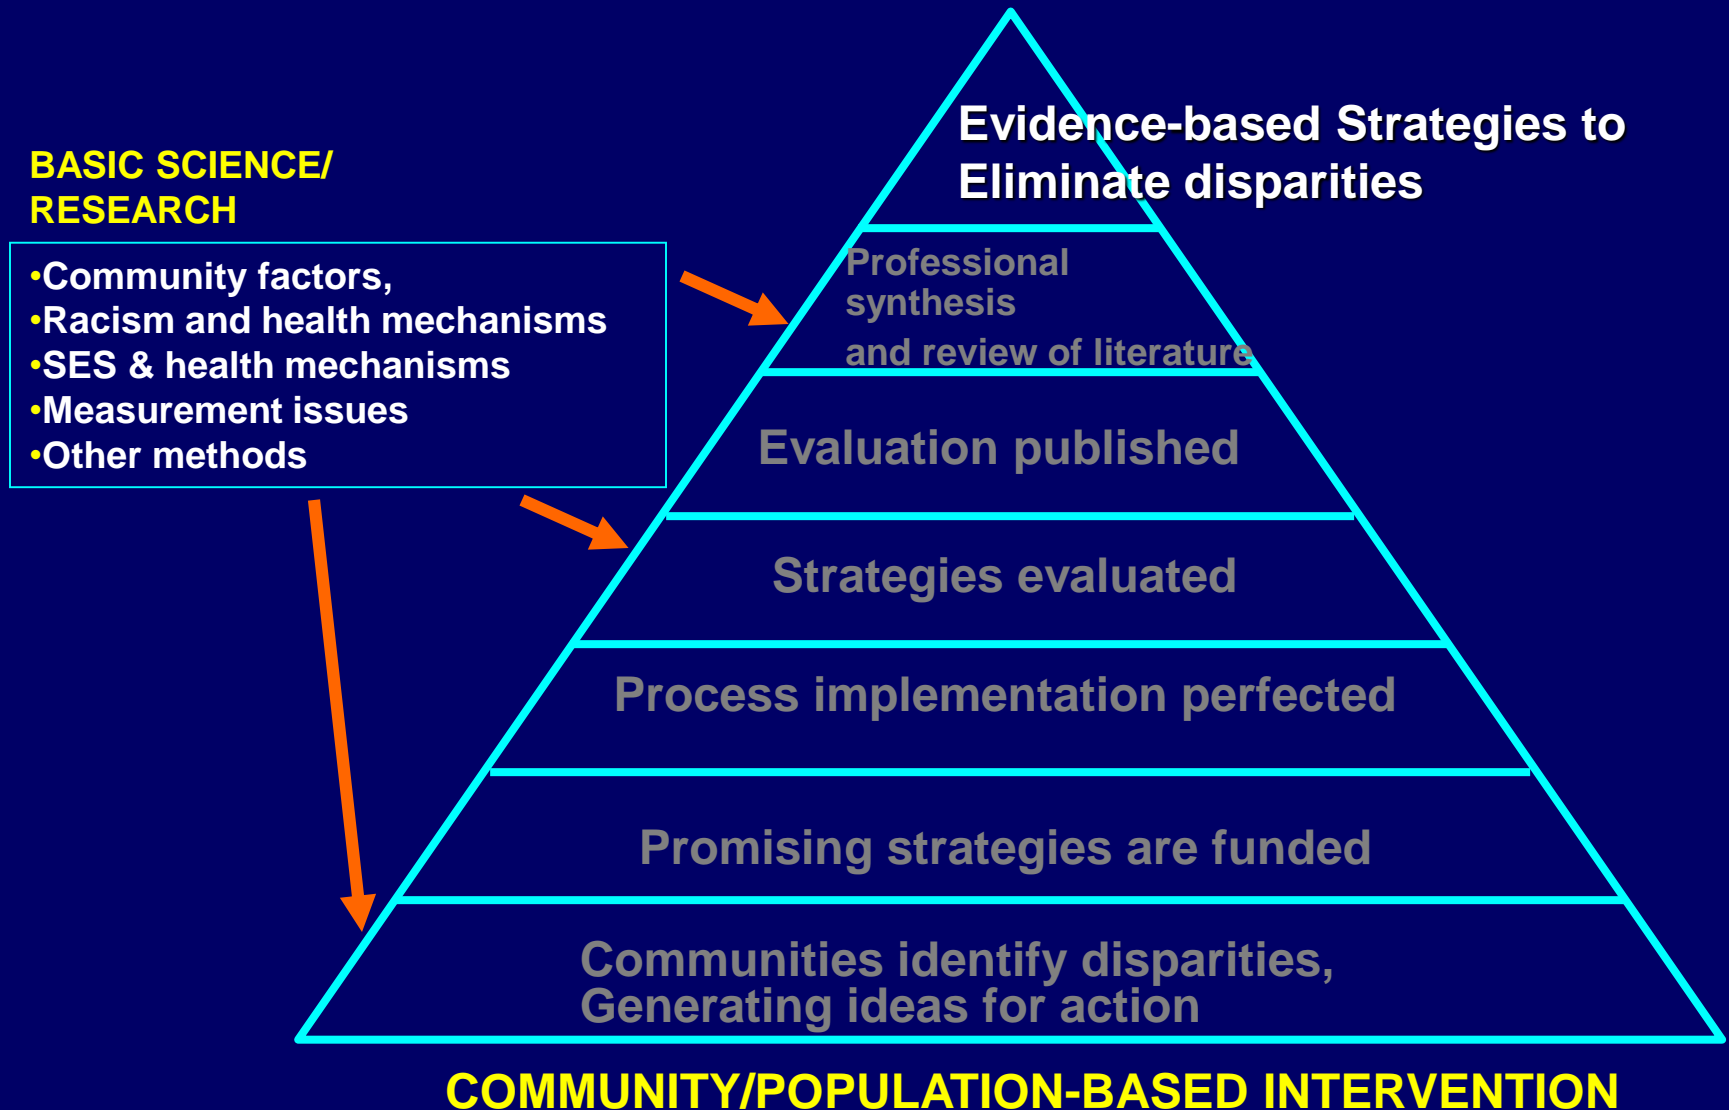 BASIC SCIENCE/
RESEARCH
•Community factors,
•Racism and health mechanisms
•SES & health mechanisms
•Measurement issues
•Other methods
Evidence-based Strategies to
Eliminate disparities
Professional
synthesis
and review of literature
Evaluation published
Strategies evaluated
Process implementation perfected
Promising strategies are funded
Communities identify disparities,
Generating ideas for action
COMMUNITY/POPULATION-BASED INTERVENTION